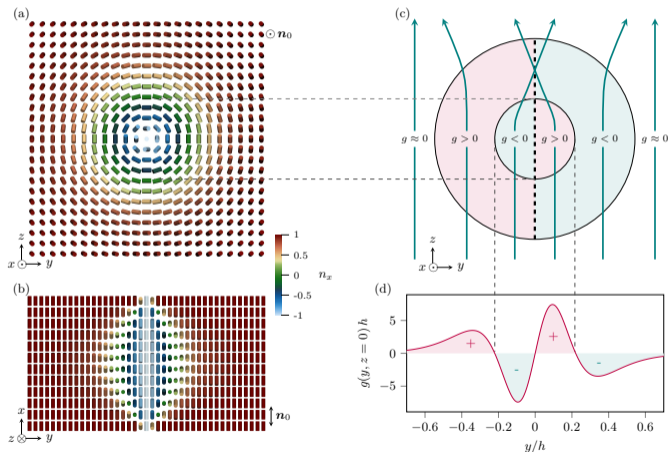 (a)
n₀
z
x y
1
0.5
0
-0.5
-1
nₓ
(b)
x
z y
n₀
(c)
g ≈ 0 g > 0 g < 0 g > 0 g < 0 g ≈ 0
z
x y
(d)
g(y, z = 0) h
5
0
−5
+ - + -
−0.6 −0.4 −0.2 0 0.2 0.4 0.6
y/h